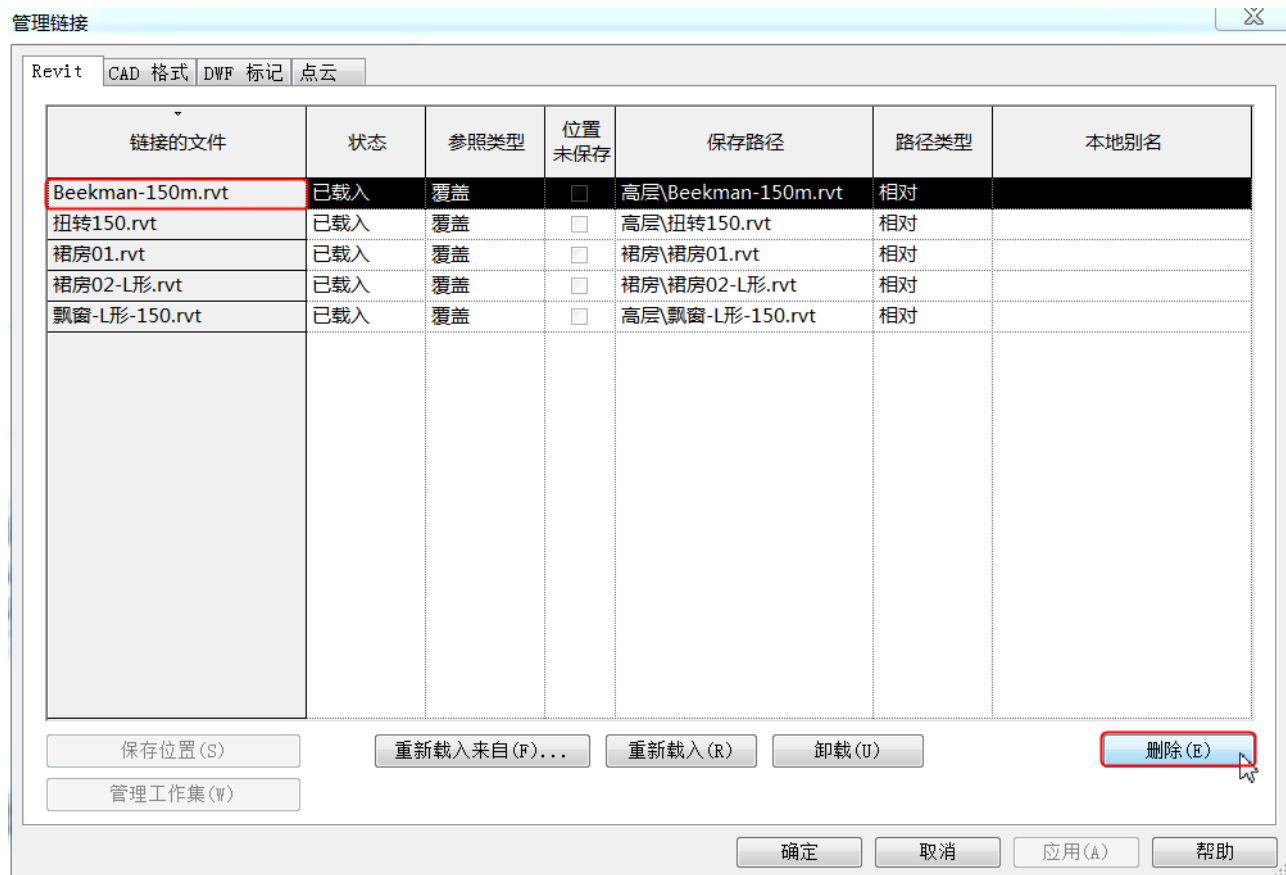 管理链接
Revit CAD 格式 DWF 标记 点云
链接的文件 状态 参照类型 位置未保存 保存路径 路径类型 本地别名
Beekman-150m.rvt 已载入 覆盖 高层\Beekman-150m.rvt 相对
扭转150.rvt 已载入 覆盖 高层\扭转150.rvt 相对
裙房01.rvt 已载入 覆盖 裙房\裙房01.rvt 相对
裙房02-L形.rvt 已载入 覆盖 裙房\裙房02-L形.rvt 相对
飘窗-L形-150.rvt 已载入 覆盖 高层\飘窗-L形-150.rvt 相对
保存位置(S) 重新载入来自(F)... 重新载入(R) 卸载(U) 删除(E)
管理工作集(W)
确定 取消 应用(A) 帮助